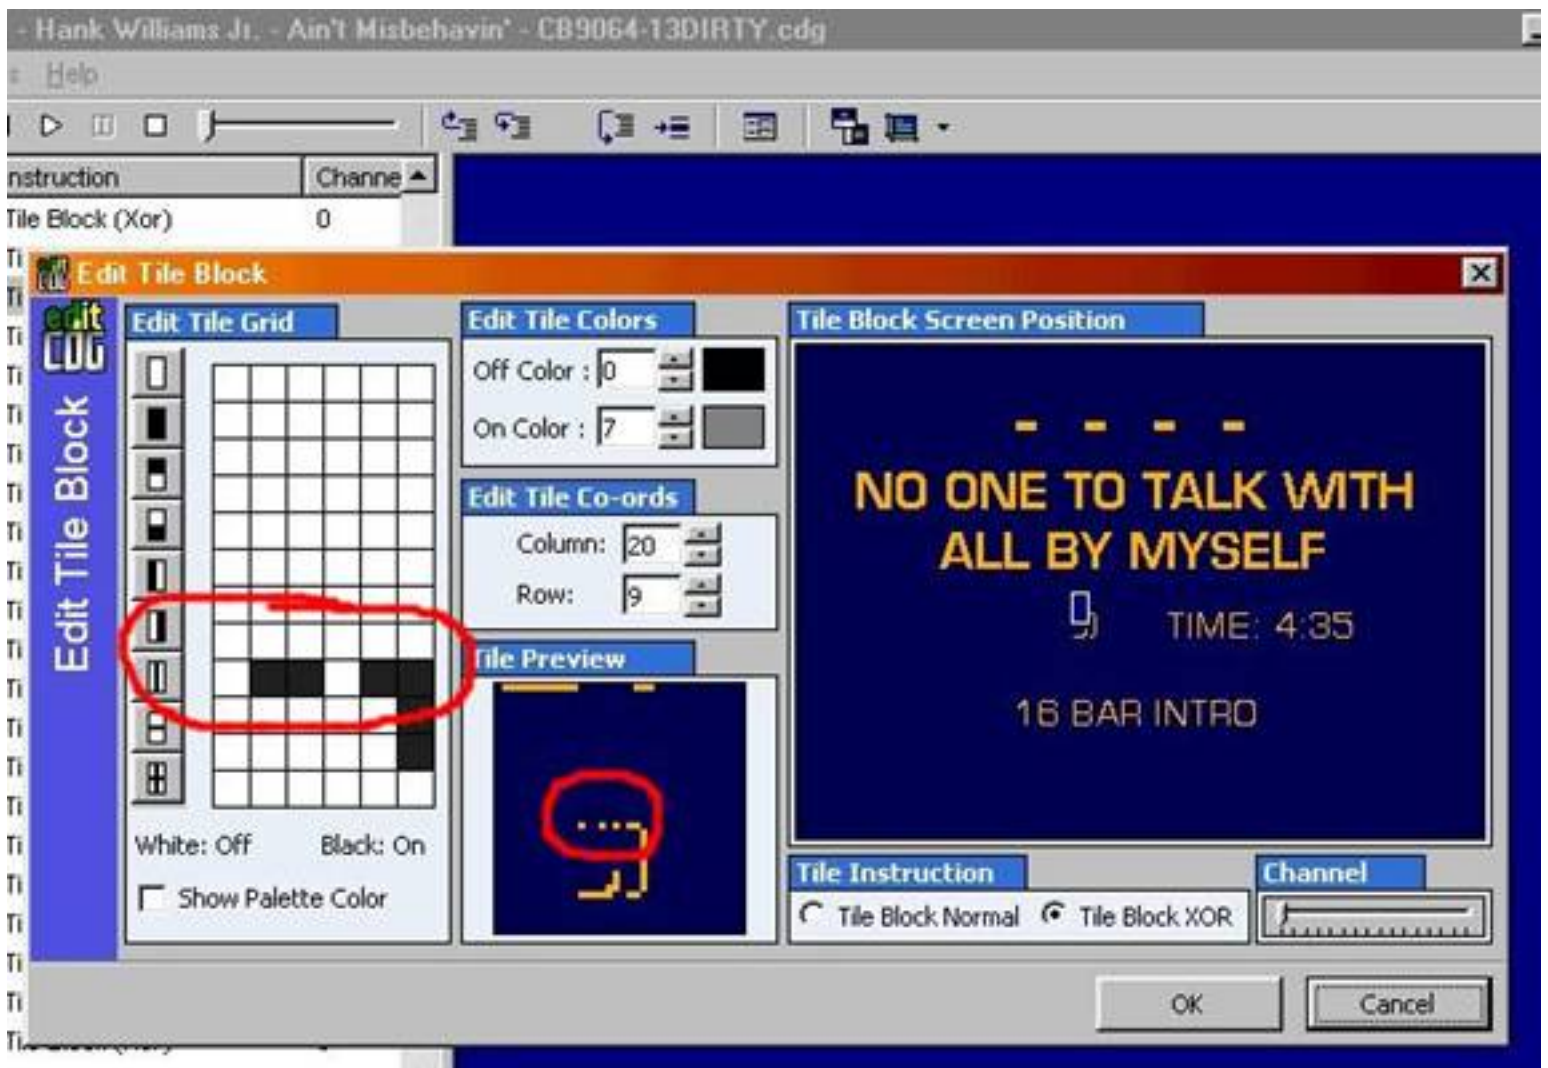 - Hank Williams Jr. - Ain't Misbehavin' - CB9064-13DIRTY.cdg
s Help
nstruction Channe
Tile Block (Xor) 0
Edit Tile Block
edit CDG
Edit Tile Block
Edit Tile Grid
White: Off Black: On
Show Palette Color
Edit Tile Colors
Off Color : 0
On Color : 7
Edit Tile Co-ords
Column: 20
Row: 9
Tile Preview
Tile Block Screen Position
NO ONE TO TALK WITH
ALL BY MYSELF
TIME: 4:35
16 BAR INTRO
Tile Instruction
Tile Block Normal Tile Block XOR
Channel
OK Cancel